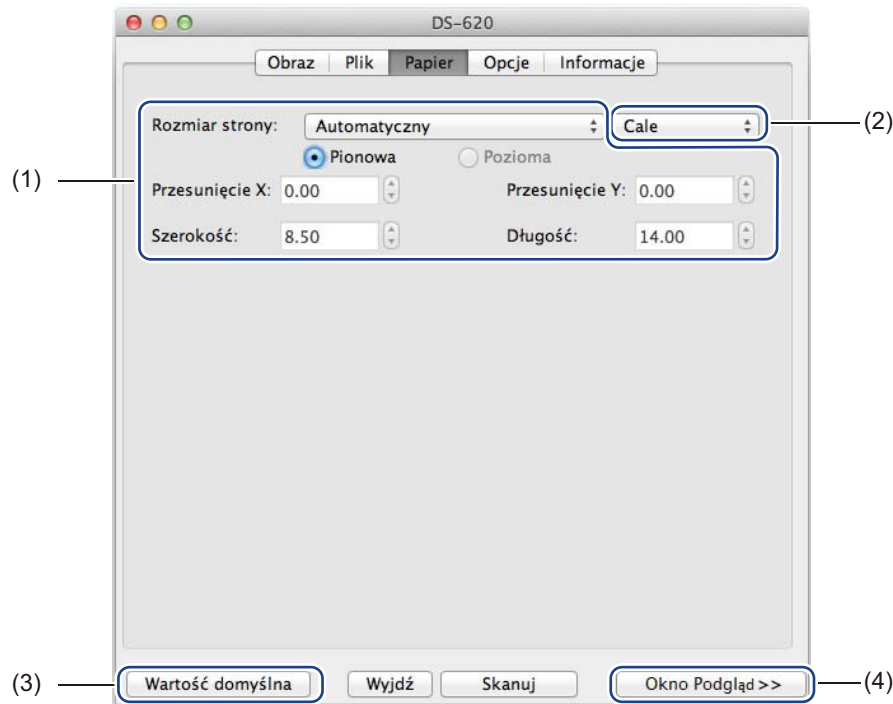 DS-620
Obraz Plik Papier Opcje Informacje
Rozmiar strony: Automatyczny Cale (2)
Pionowa Pozioma
(1) Przesunięcie X: 0.00 Przesunięcie Y: 0.00
Szerokość: 8.50 Długość: 14.00
(3) Wartość domyślna Wyjdź Skanuj Okno Podgląd>> (4)